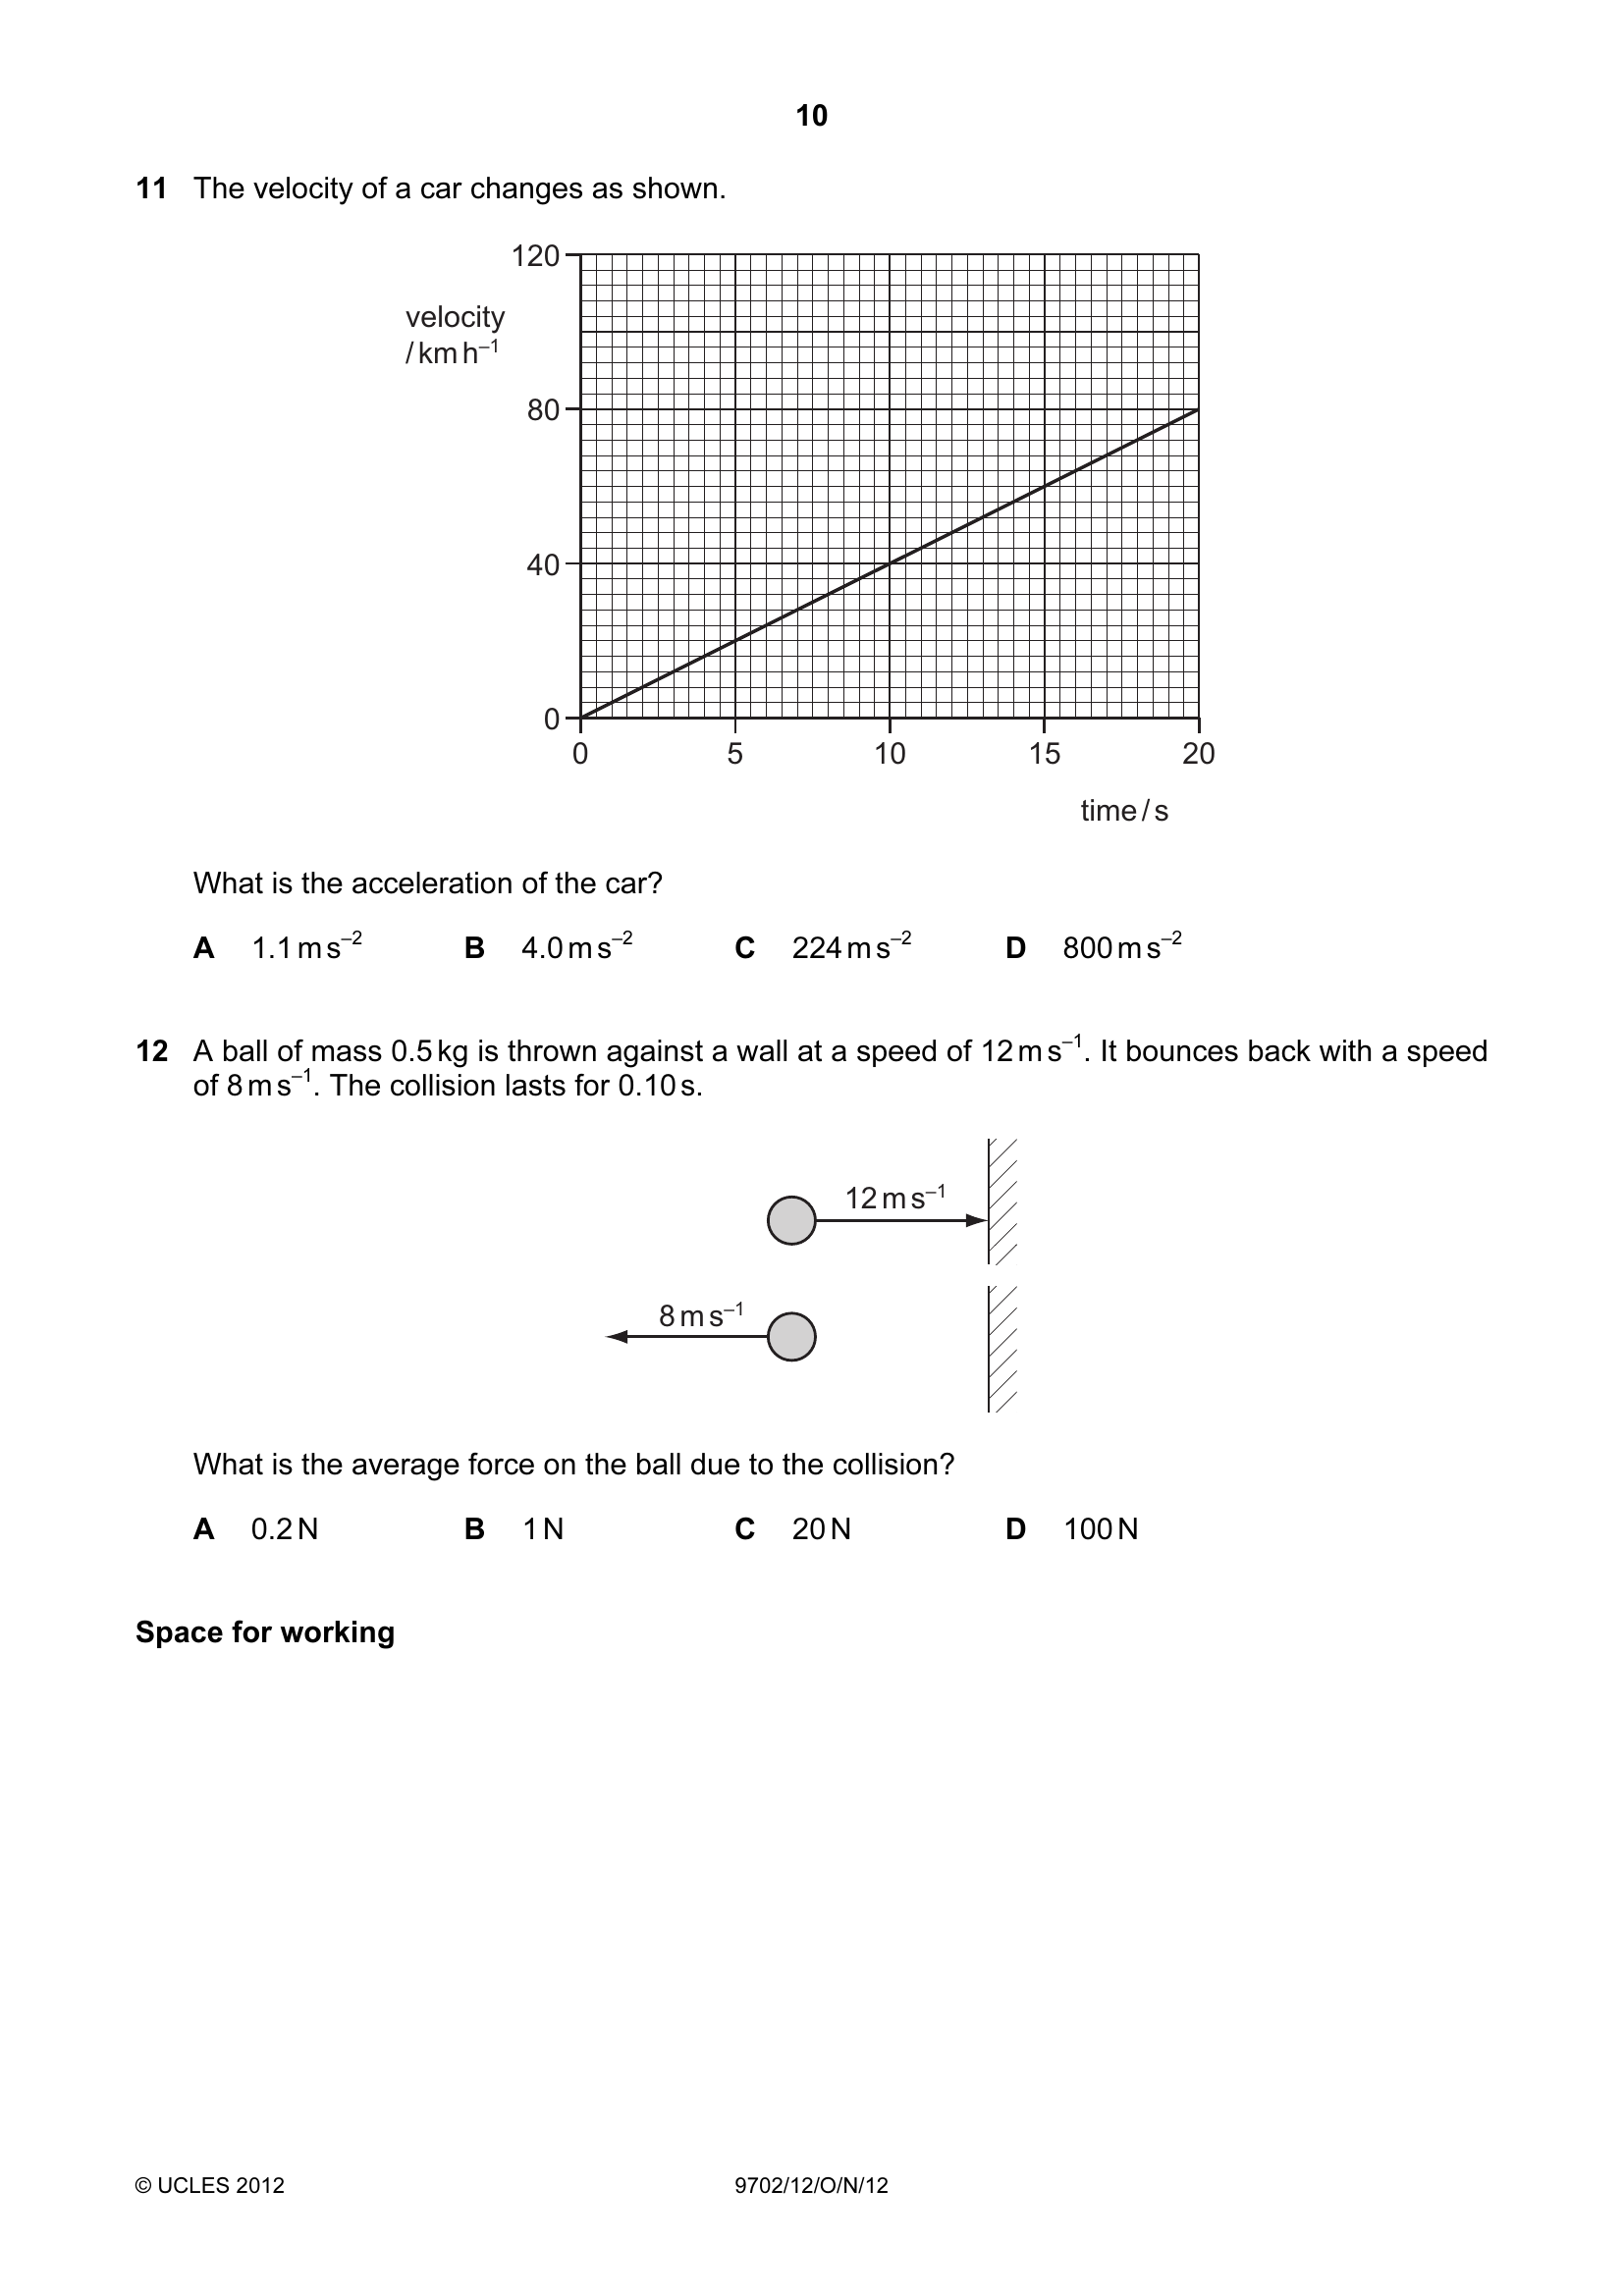 10
11 The velocity of a car changes as shown.
120
velocity
/ km h–1
80
40
0
0 5 10 15 20
time / s
What is the acceleration of the car?
A 1.1 m s–2 B 4.0 m s–2 C 224 m s–2 D 800 m s–2
12 A ball of mass 0.5 kg is thrown against a wall at a speed of 12 m s–1. It bounces back with a speed
of 8 m s–1. The collision lasts for 0.10 s.
12 m s–1
8 m s–1
What is the average force on the ball due to the collision?
A 0.2 N B 1 N C 20 N D 100 N
Space for working
© UCLES 2012 9702/12/O/N/12